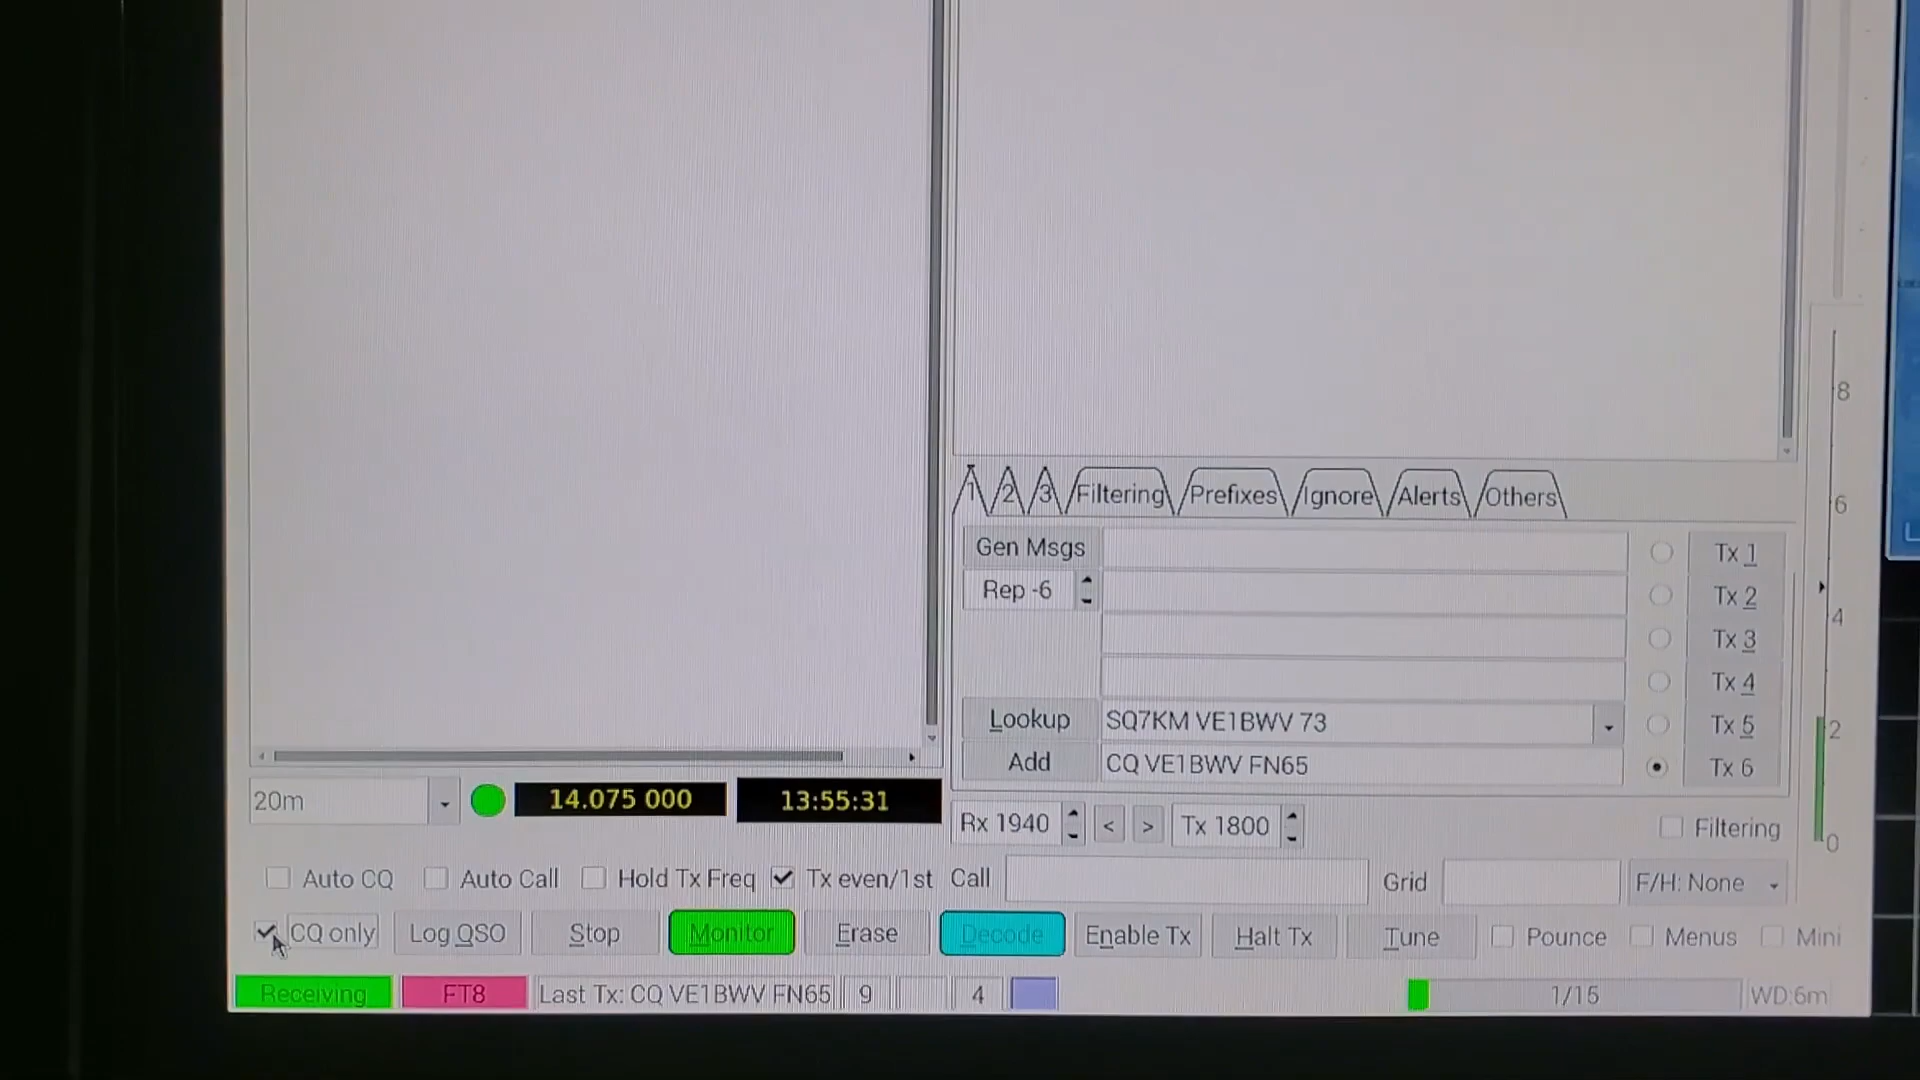 8
6
4
2
0
1 2 3 Filtering Prefixes Ignore Alerts Others
Gen Msgs Tx 1
Rep -6 Tx 2
Tx 3
Tx 4
Lookup SQ7KM VE1BWV 73 Tx 5
Add CQ VE1BWV FN65 Tx 6
20m 14.075 000 13:55:31 Rx 1940 < > Tx 1800 Filtering
Auto CQ Auto Call Hold Tx Freq Tx even/1st Call Grid F/H: None
CQ only Log QSO Stop Monitor Erase Decode Enable Tx Halt Tx Tune Pounce Menus Mini
Receiving FT8 Last Tx: CQ VE1BWV FN65 9 4 1/15 WD:6m